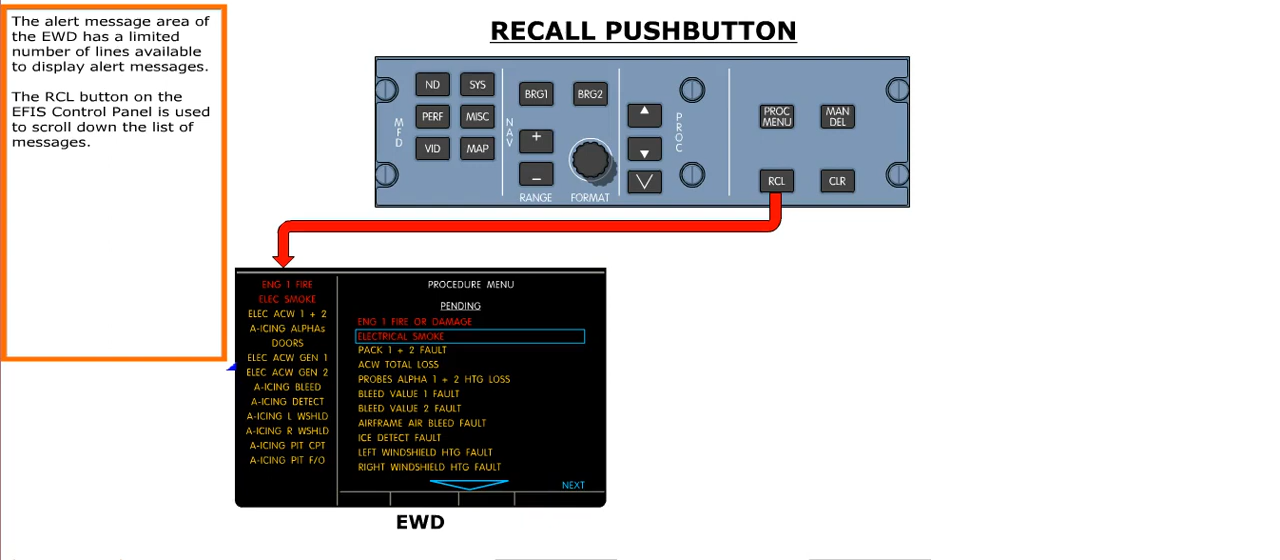 The alert message area of
the EWD has a limited
number of lines available
to display alert messages.
The RCL button on the
EFIS Control Panel is used
to scroll down the list of
messages.
RECALL PUSHBUTTON
MFD
ND
SYS
PERF
MISC
VID
MAP
NAV
BRG1
BRG2
+
–
RANGE
FORMAT
PROC
PROC
MENU
MAN
DEL
RCL
CLR
ENG 1 FIRE
ELEC SMOKE
ELEC ACW 1 + 2
A-ICING ALPHAs
DOORS
ELEC ACW GEN 1
ELEC ACW GEN 2
A-ICING BLEED
A-ICING DETECT
A-ICING L WSHLD
A-ICING R WSHLD
A-ICING PIT CPT
A-ICING PIT F/O
PROCEDURE MENU
PENDING
ENG 1 FIRE OR DAMAGE
ELECTRICAL SMOKE
PACK 1 + 2 FAULT
ACW TOTAL LOSS
PROBES ALPHA 1 + 2 HTG LOSS
BLEED VALUE 1 FAULT
BLEED VALUE 2 FAULT
AIRFRAME AIR BLEED FAULT
ICE DETECT FAULT
LEFT WINDSHIELD HTG FAULT
RIGHT WINDSHIELD HTG FAULT
NEXT
EWD